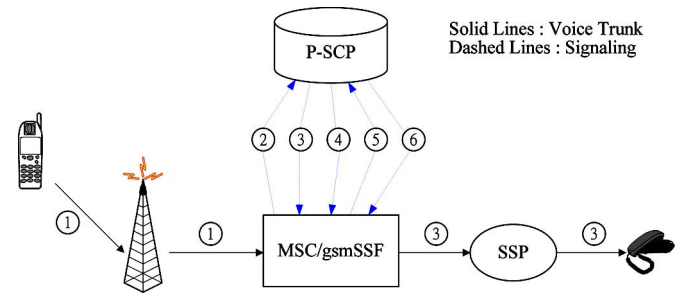 Solid Lines : Voice Trunk
Dashed Lines : Signaling
P-SCP
2 3 4 5 6
1
1
MSC/gsmSSF
3
SSP
3